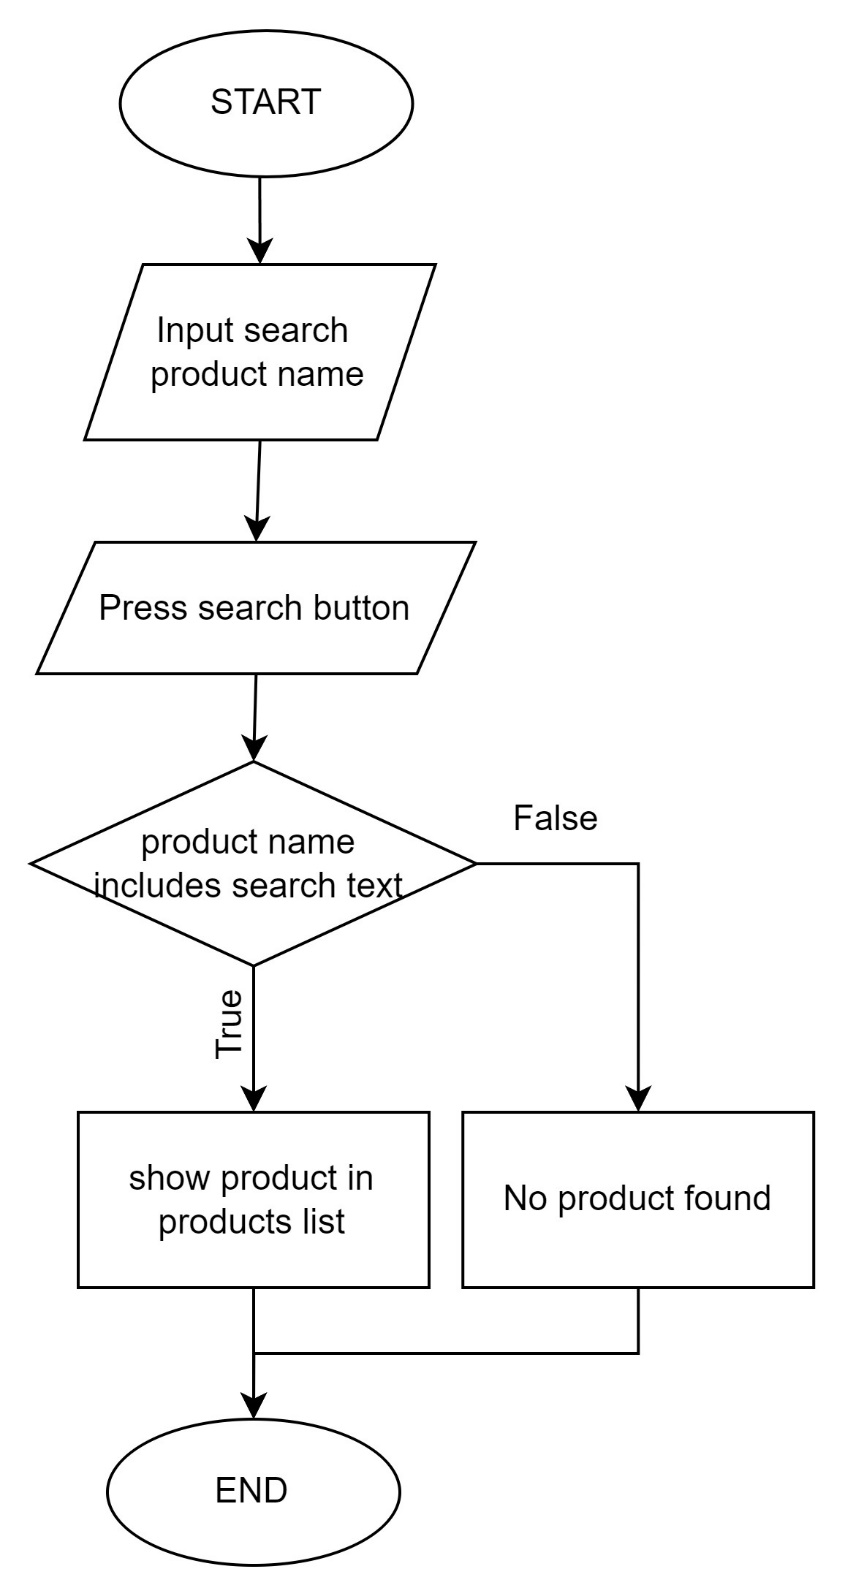 START
Input search
product name
Press search button
product name
includes search text
False
True
show product in
products list
No product found
END